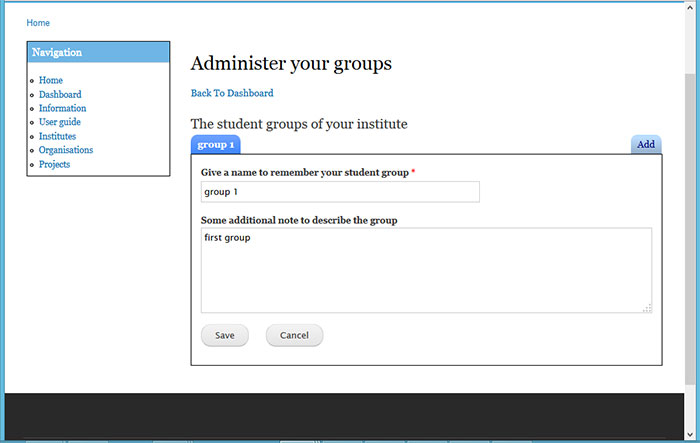 Home
Navigation
Home
Dashboard
Information
User guide
Institutes
Organisations
Projects
Administer your groups
Back To Dashboard
The student groups of your institute
group 1
Add
Give a name to remember your student group *
group 1
Some additional note to describe the group
first group
Save
Cancel